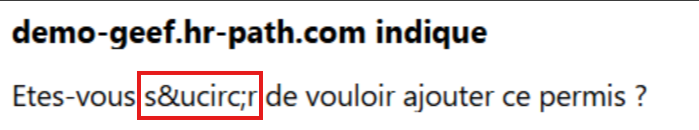 demo-geef.hr-path.com indique
Etes-vous s&ucirc;r de vouloir ajouter ce permis ?